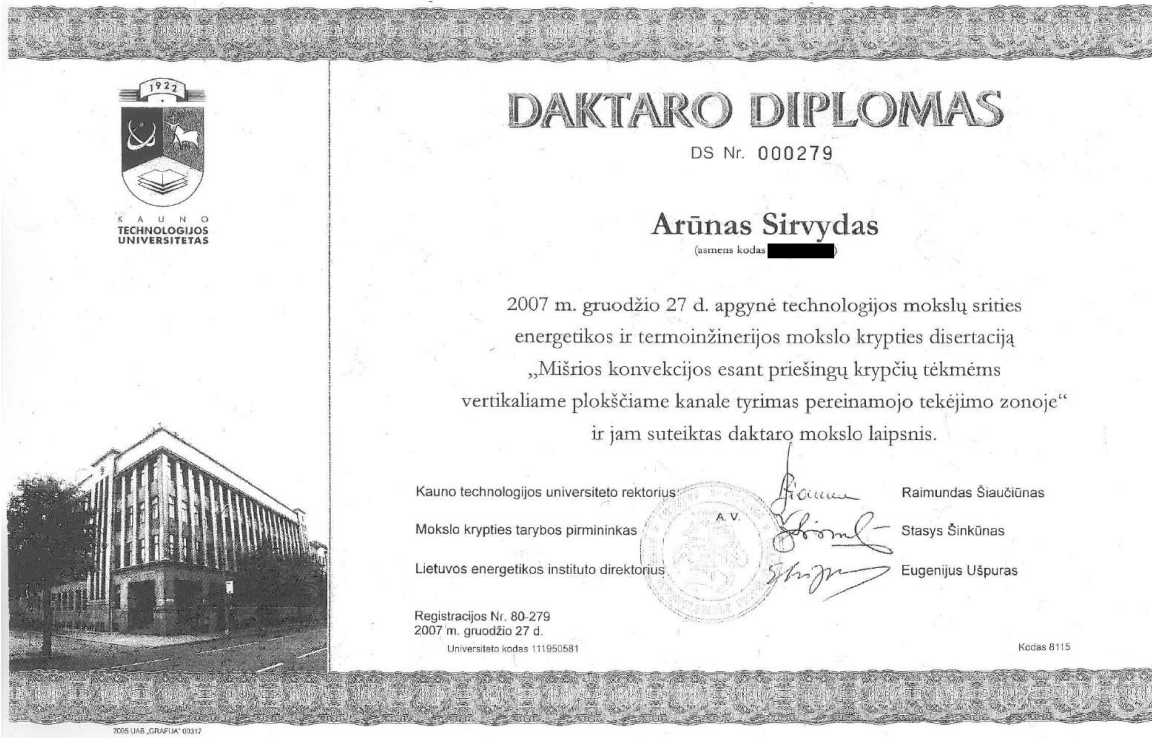 1922
KAUNO
TECHNOLOGIJOS
UNIVERSITETAS
DAKTARO DIPLOMAS
DS Nr. 000279
Arūnas Sirvydas
(asmens kodas )
2007 m. gruodžio 27 d. apgynė technologijos mokslų srities
energetikos ir termoinžinerijos mokslo krypties disertaciją
„Mišrios konvekcijos esant priešingų krypčių tėkmėms
vertikaliame plokščiame kanale tyrimas pereinamojo tekėjimo zonoje“
ir jam suteiktas daktaro mokslo laipsnis.
Kauno technologijos universiteto rektorius Raimundas Šiaučiūnas
A. V.
Mokslo krypties tarybos pirmininkas Stasys Šinkūnas
Lietuvos energetikos instituto direktorius Eugenijus Ušpuras
Registracijos Nr. 80-279
2007 m. gruodžio 27 d.
Universiteto kodas 111950581
Kodas 8115
2005 UAB „GRAFIJA“ 00317